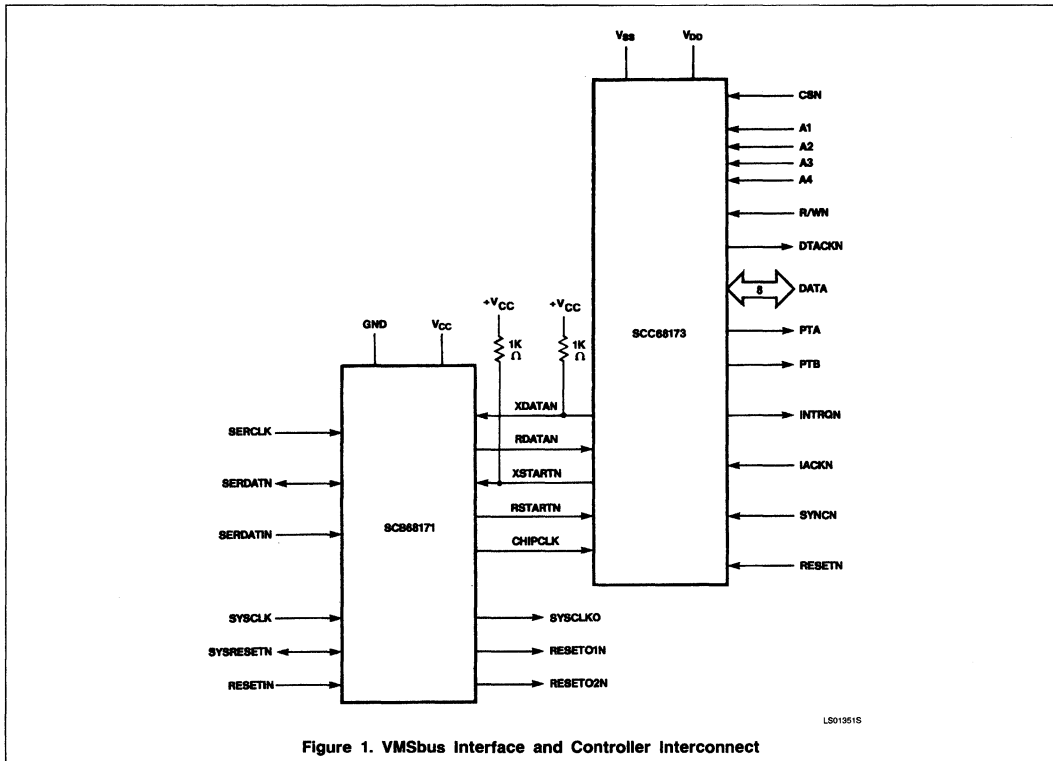 VSS
VDD
CSN
A1
A2
A3
A4
R/WN
DTACKN
8
DATA
SCC68173
PTA
PTB
INTRQN
IACKN
SYNCN
RESETN
+VCC
+VCC
1K
Ω
1K
Ω
GND
VCC
XDATAN
RDATAN
XSTARTN
RSTARTN
CHIPCLK
SERCLK
SERDATN
SCB68171
SERDATIN
SYSCLK
SYSCLKO
SYSRESETN
RESETO1N
RESETIN
RESETO2N
LS01351S
Figure 1. VMSbus Interface and Controller Interconnect